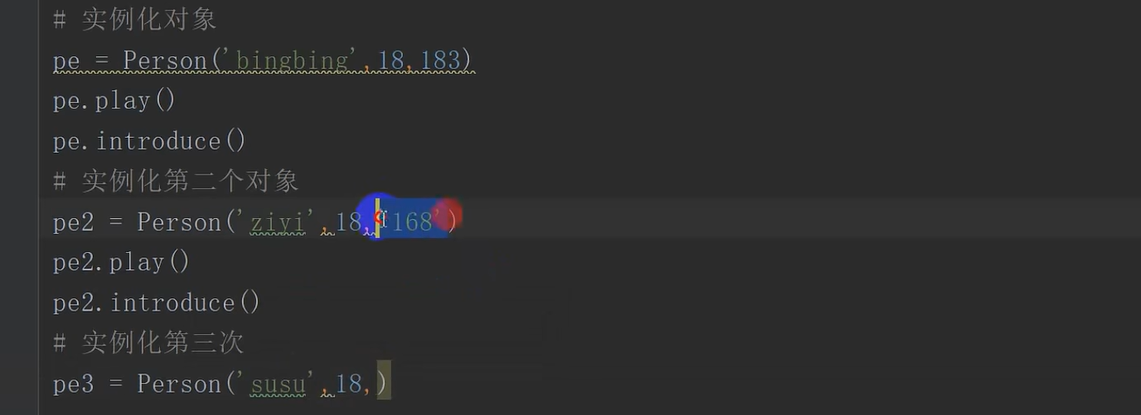 # 实例化对象
pe = Person('bingbing',18,183)
pe.play()
pe.introduce()
# 实例化第二个对象
pe2 = Person('ziyi',18,'168')
pe2.play()
pe2.introduce()
# 实例化第三次
pe3 = Person('susu',18,)